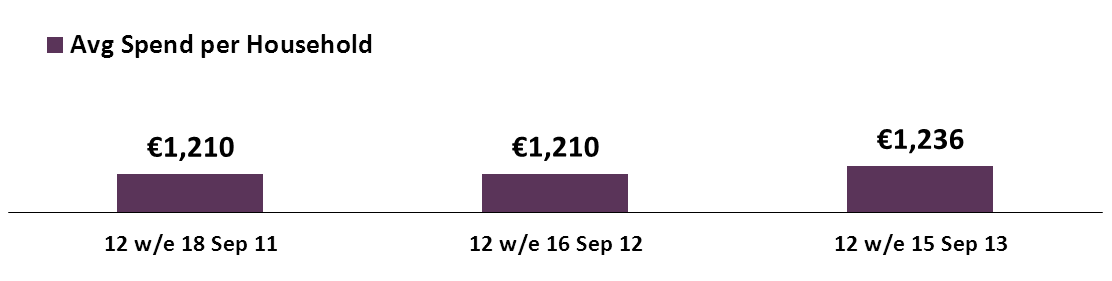 Avg Spend per Household
€1,210
€1,210
€1,236
12 w/e 18 Sep 11
12 w/e 16 Sep 12
12 w/e 15 Sep 13